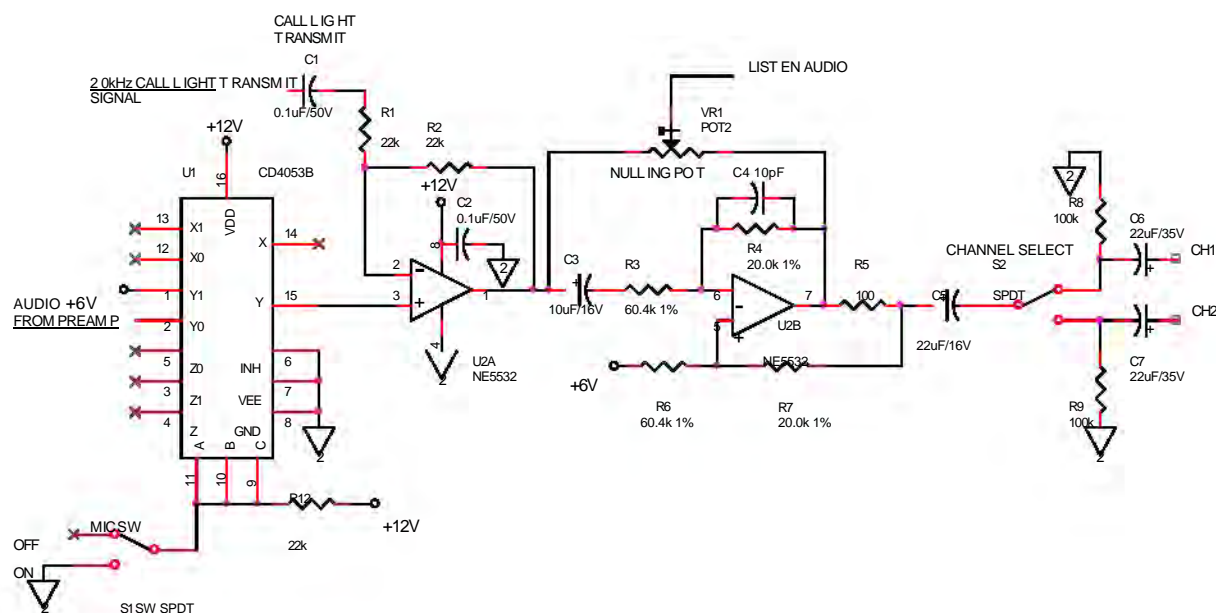 CALL LIGHT
TRANSMIT
C1
20kHz CALL LIGHT TRANSMIT
SIGNAL
0.1uF/50V
LISTEN AUDIO
R1
22k
R2
22k
VR1
POT2
NULLING POT
+12V
U1
CD4053B
16
VDD
+12V
C2
0.1uF/50V
8
C4 10pF
2
R8
100k
C6
22uF/35V
CH1
13
X1
12
X0
X
14
1
Y1
Y
15
AUDIO +6V
FROM PREAMP
2
Y0
5
Z0
3
Z1
4
Z
INH
6
VEE
7
GND
8
A
B
C
11
10
9
2
2
3
1
2
4
2
U2A
NE5532
C3
10uF/16V
R3
60.4k 1%
R4
20.0k 1%
6
5
7
U2B
NE5532
R5
100
C5
22uF/16V
CHANNEL SELECT
S2
SPDT
CH2
C7
22uF/35V
R9
100k
2
+6V
R6
60.4k 1%
R7
20.0k 1%
R12
22k
+12V
MICSW
OFF
ON
2
S1SW SPDT